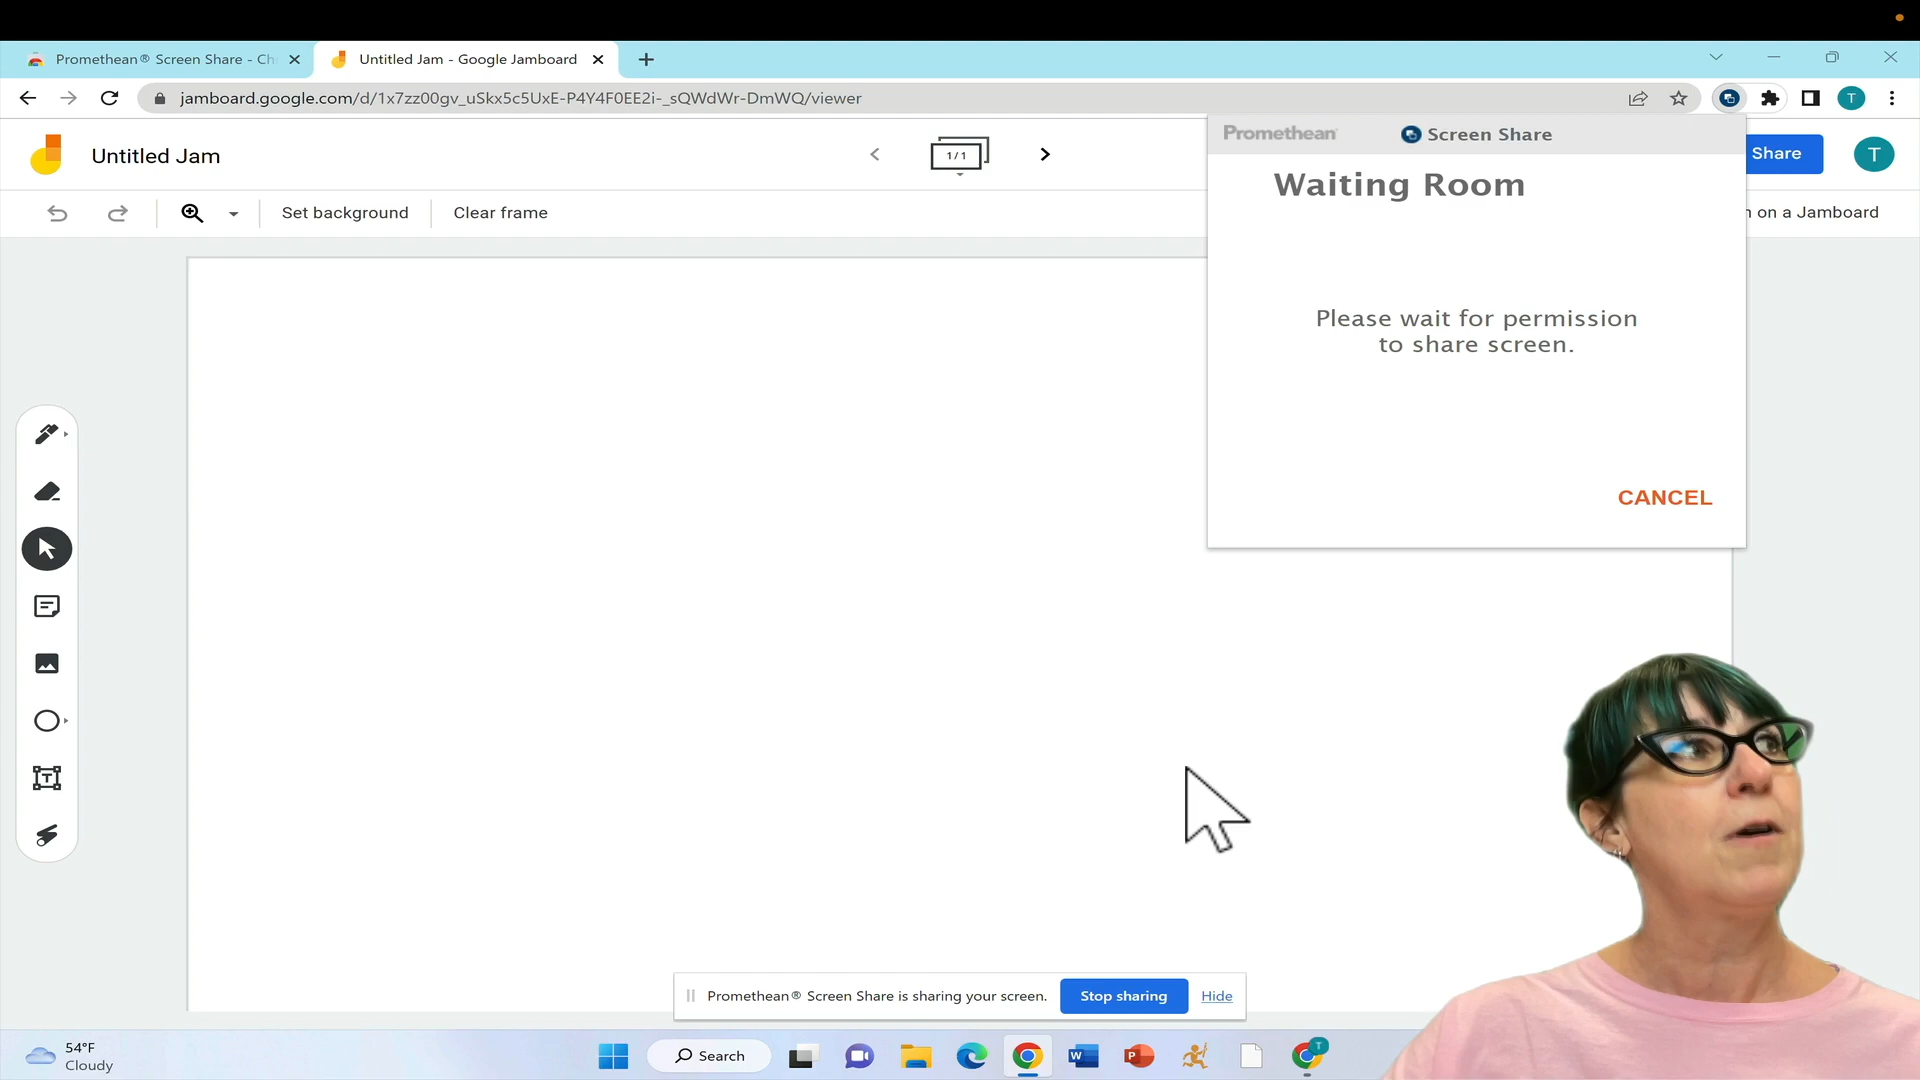 Promethean® Screen Share - Ch
Untitled Jam - Google Jamboard
jamboard.google.com/d/1x7zz00gv_uSkx5c5UxE-P4Y4F0EE2i-_sQWdWr-DmWQ/viewer
T
Untitled Jam
1 / 1
Promethean®
Screen Share
Share
T
Waiting Room
Set background
Clear frame
n on a Jamboard
Please wait for permission
to share screen.
CANCEL
Promethean® Screen Share is sharing your screen.
Stop sharing
Hide
54°F
Cloudy
Search
W
P
T